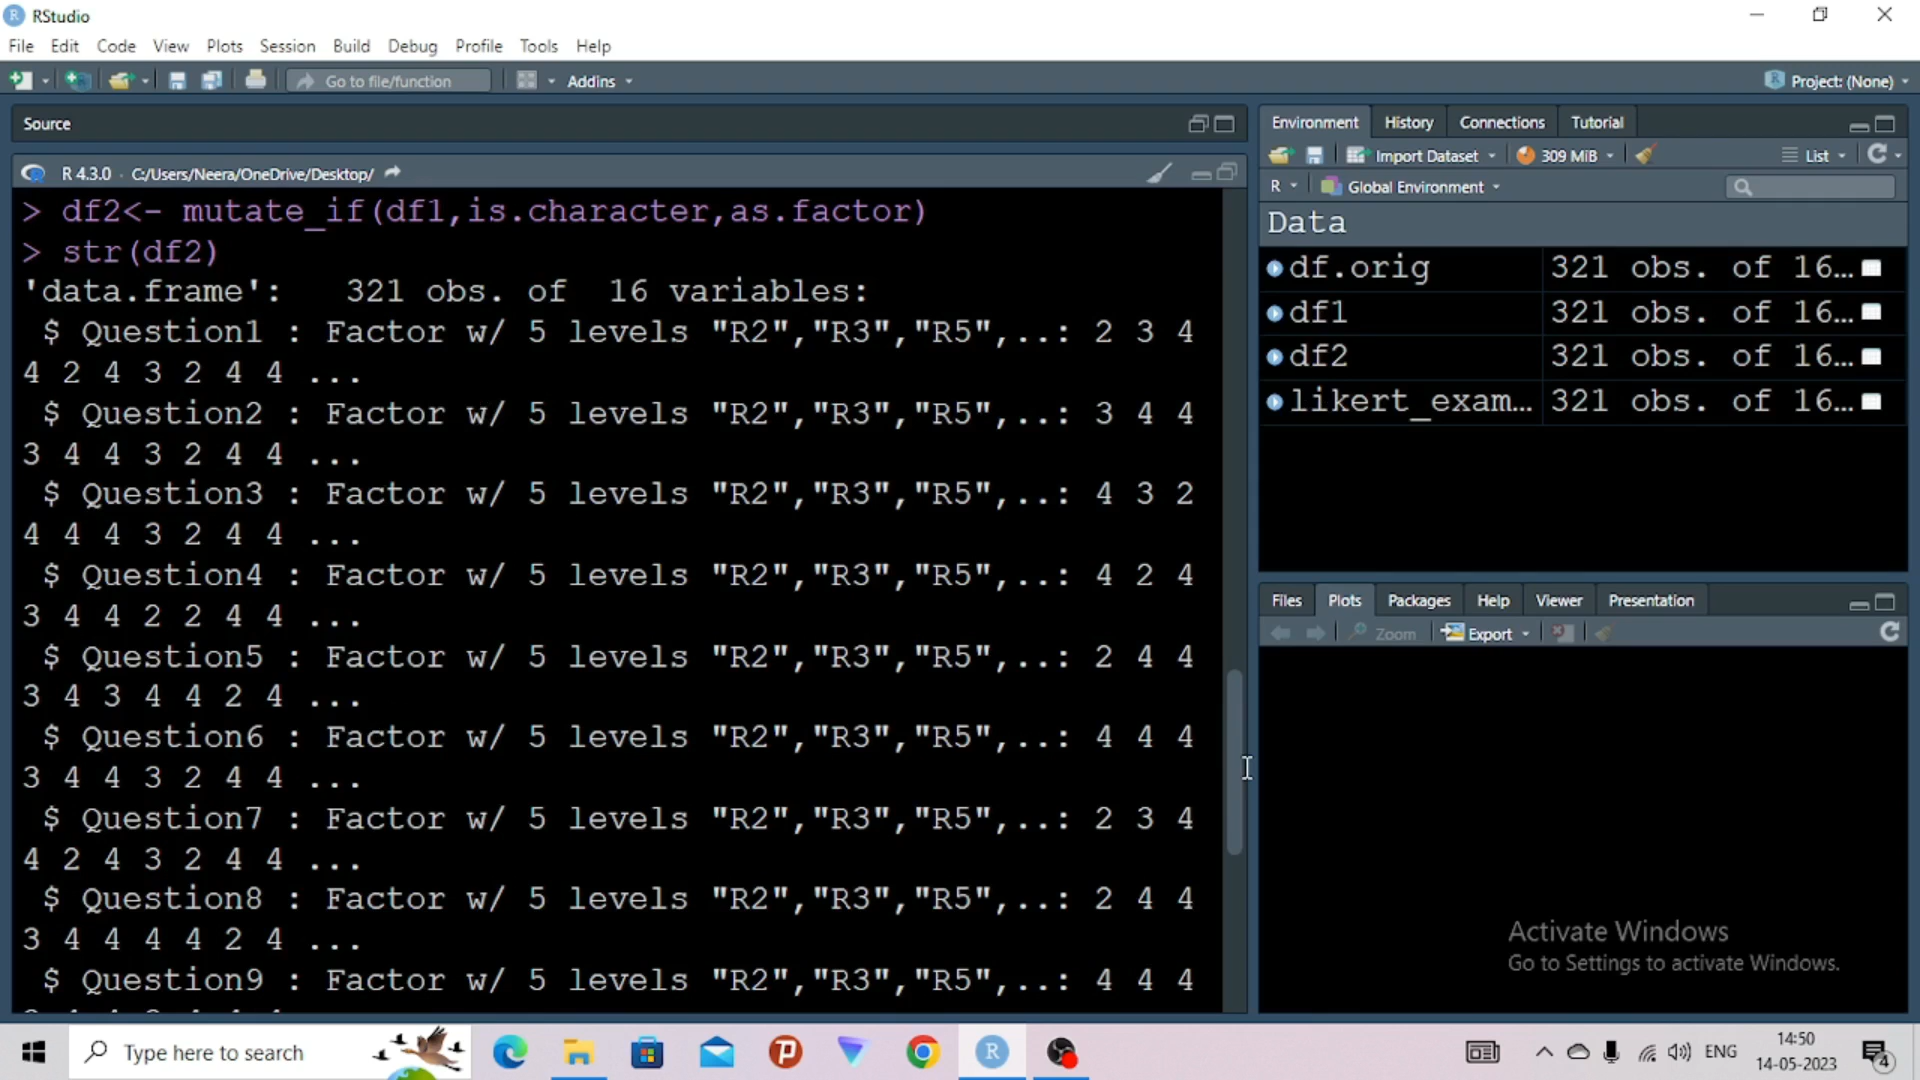 RStudio
File Edit Code View Plots Session Build Debug Profile Tools Help
Go to file/function Addins Project: (None)
Source
R 4.3.0 · C:/Users/Neera/OneDrive/Desktop/
> df2<- mutate_if(df1,is.character,as.factor)
> str(df2)
'data.frame': 321 obs. of 16 variables:
$ Question1 : Factor w/ 5 levels "R2","R3","R5",..: 2 3 4
4 2 4 3 2 4 4 ...
$ Question2 : Factor w/ 5 levels "R2","R3","R5",..: 3 4 4
3 4 4 3 2 4 4 ...
$ Question3 : Factor w/ 5 levels "R2","R3","R5",..: 4 3 2
4 4 4 3 2 4 4 ...
$ Question4 : Factor w/ 5 levels "R2","R3","R5",..: 4 2 4
3 4 4 2 2 4 4 ...
$ Question5 : Factor w/ 5 levels "R2","R3","R5",..: 2 4 4
3 4 3 4 4 2 4 ...
$ Question6 : Factor w/ 5 levels "R2","R3","R5",..: 4 4 4
3 4 4 3 2 4 4 ...
$ Question7 : Factor w/ 5 levels "R2","R3","R5",..: 2 3 4
4 2 4 3 2 4 4 ...
$ Question8 : Factor w/ 5 levels "R2","R3","R5",..: 2 4 4
3 4 4 4 4 2 4 ...
$ Question9 : Factor w/ 5 levels "R2","R3","R5",..: 4 4 4
Environment History Connections Tutorial
Import Dataset 309 MiB List
R Global Environment
Data
df.orig 321 obs. of 16...
df1 321 obs. of 16...
df2 321 obs. of 16...
likert_exam... 321 obs. of 16...
Files Plots Packages Help Viewer Presentation
Zoom Export
Activate Windows
Go to Settings to activate Windows.
Type here to search
ENG
14:50
14-05-2023
4